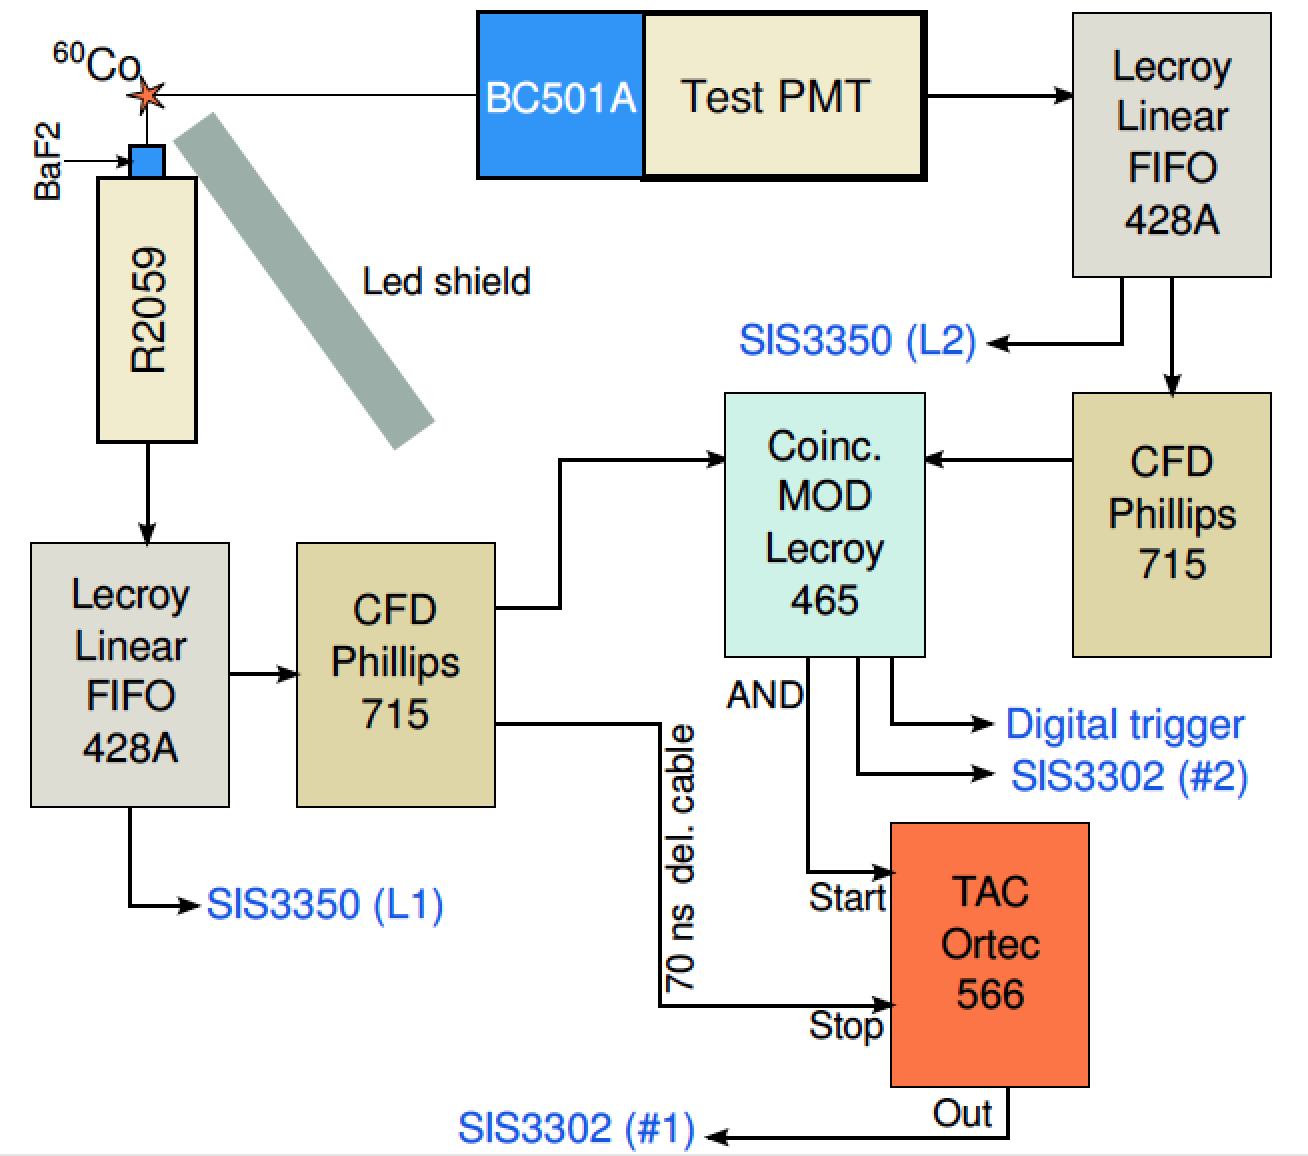 60Co
BC501A
Test PMT
Lecroy
Linear
FIFO
428A
BaF2
R2059
Led shield
SIS3350 (L2)
Coinc.
MOD
Lecroy
465
CFD
Phillips
715
Lecroy
Linear
FIFO
428A
CFD
Phillips
715
AND
Digital trigger
SIS3302 (#2)
70 ns del. cable
SIS3350 (L1)
Start
TAC
Ortec
566
Stop
Out
SIS3302 (#1)